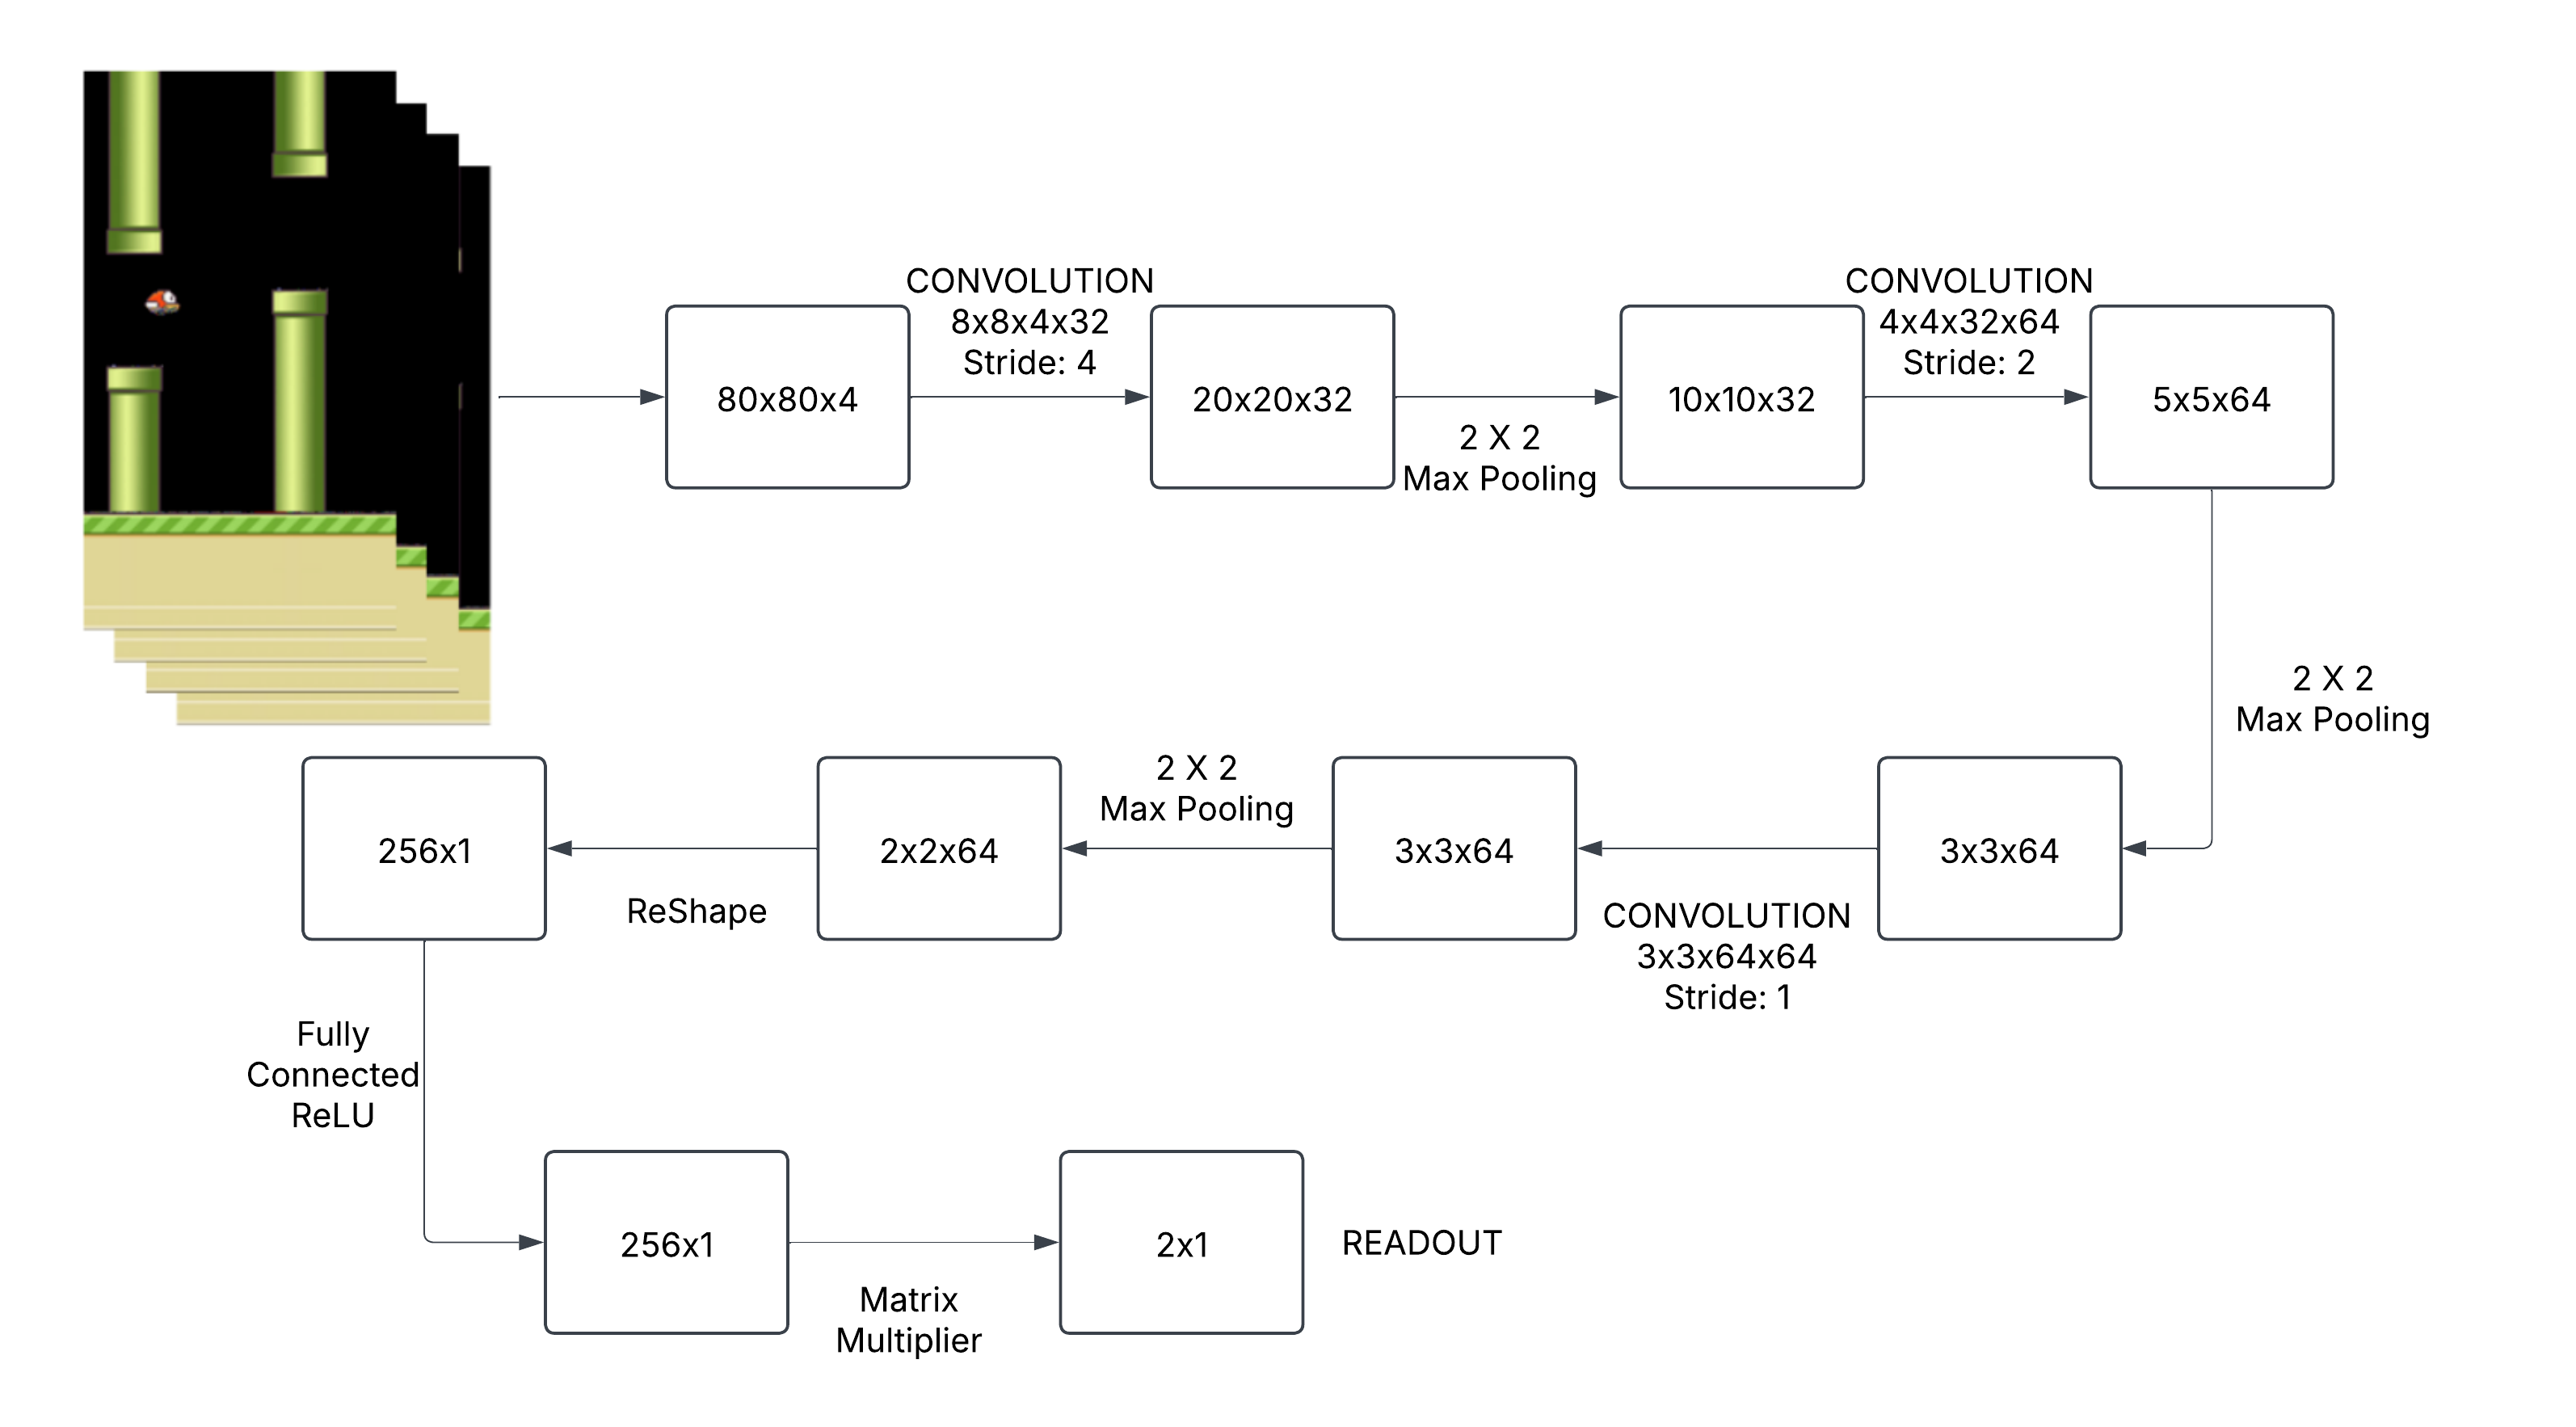 80x80x4
CONVOLUTION
8x8x4x32
Stride: 4
20x20x32
2 X 2
Max Pooling
10x10x32
CONVOLUTION
4x4x32x64
Stride: 2
5x5x64
2 X 2
Max Pooling
3x3x64
CONVOLUTION
3x3x64x64
Stride: 1
3x3x64
2 X 2
Max Pooling
2x2x64
ReShape
256x1
Fully
Connected
ReLU
256x1
Matrix
Multiplier
2x1
READOUT